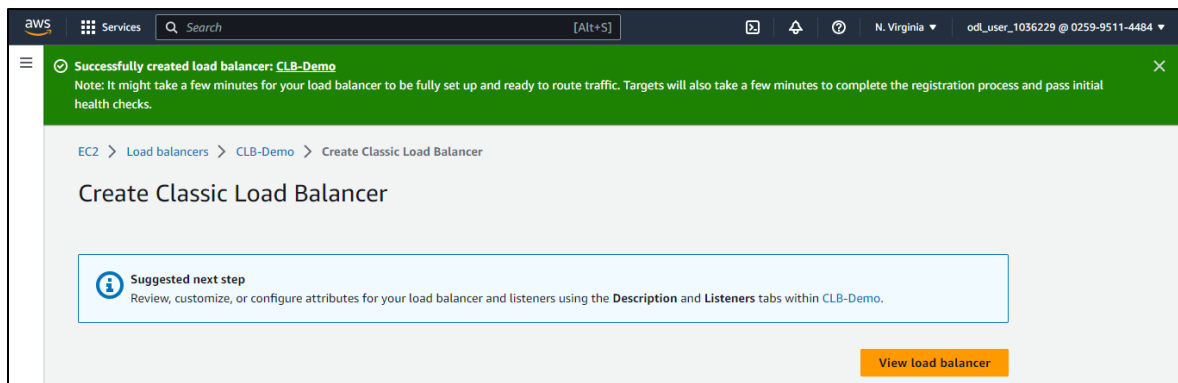 aws Services Search [Alt+S] N. Virginia ▼ odl_user_1036229 @ 0259-9511-4484 ▼
Successfully created load balancer: CLB-Demo
Note: It might take a few minutes for your load balancer to be fully set up and ready to route traffic. Targets will also take a few minutes to complete the registration process and pass initial
health checks.
EC2 > Load balancers > CLB-Demo > Create Classic Load Balancer
Create Classic Load Balancer
Suggested next step
Review, customize, or configure attributes for your load balancer and listeners using the Description and Listeners tabs within CLB-Demo.
View load balancer